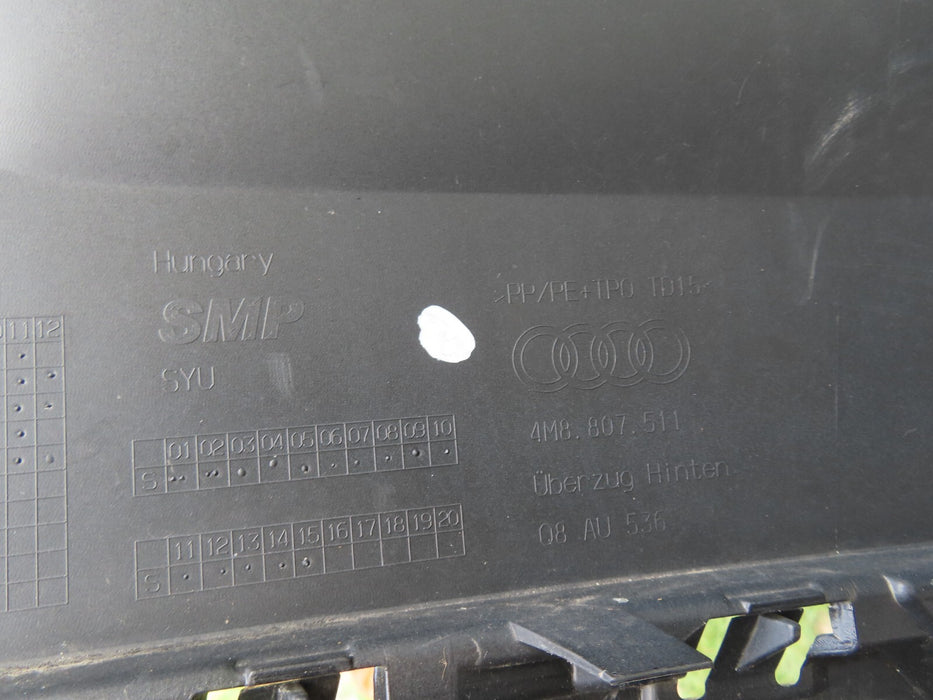 Hungary
SMP
SYU
11 12
01 02 03 04 05 06 07 08 09 10
S
11 12 13 14 15 16 17 18 19 20
S
>PP/PE+TPO TD15<
4M8.807.511
Überzug Hinten
Q8 AU 536